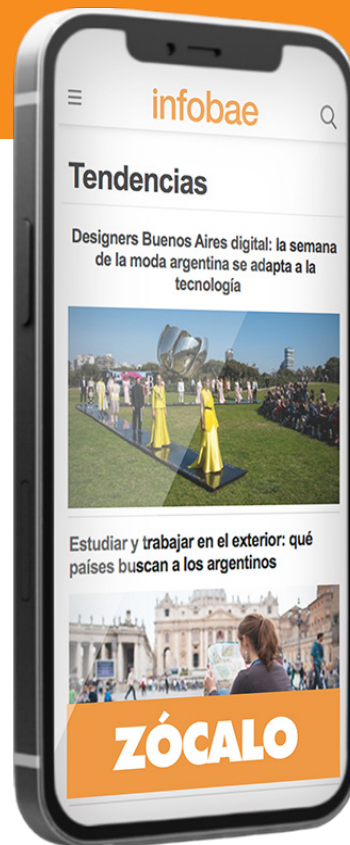 infobae
Tendencias
Designers Buenos Aires digital: la semana
de la moda argentina se adapta a la
tecnología
Estudiar y trabajar en el exterior: qué
países buscan a los argentinos
ZÓCALO